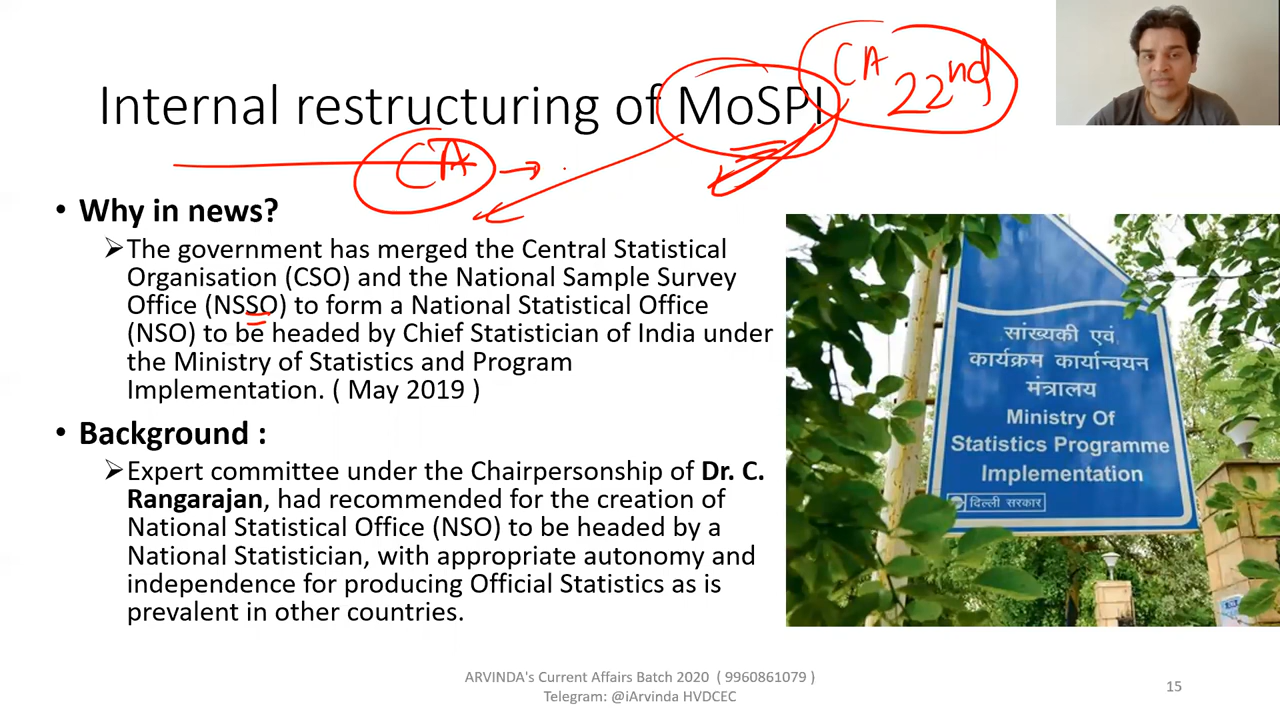 CA 22nd
Internal restructuring of MoSPI
CA
• Why in news?
➢The government has merged the Central Statistical
Organisation (CSO) and the National Sample Survey
Office (NSSO) to form a National Statistical Office
(NSO) to be headed by Chief Statistician of India under
the Ministry of Statistics and Program
Implementation. ( May 2019 )
• Background :
➢Expert committee under the Chairpersonship of Dr. C.
Rangarajan, had recommended for the creation of
National Statistical Office (NSO) to be headed by a
National Statistician, with appropriate autonomy and
independence for producing Official Statistics as is
prevalent in other countries.
सांख्यकी एवं
कार्यक्रम कार्यान्वयन
मंत्रालय
Ministry Of
Statistics Programme
Implementation
दिल्ली सरकार
ARVINDA's Current Affairs Batch 2020 ( 9960861079 )
Telegram: @iArvinda HVDCEC
15